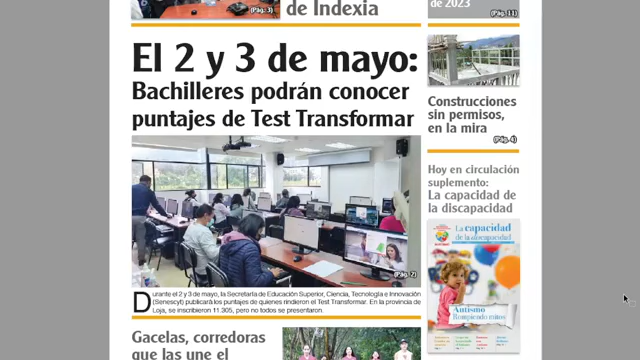 (Pág. 3)
de Indexia
de 2023
(Pág. 11)
El 2 y 3 de mayo:
Bachilleres podrán conocer
puntajes de Test Transformar
(Pág. 2)
Durante el 2 y 3 de mayo, la Secretaría de Educación Superior, Ciencia, Tecnología e Innovación
(Senescyt) publicará los puntajes de quienes rindieron el Test Transformar. En la provincia de
Loja, se inscribieron 11.305, pero no todos se presentaron.
Gacelas, corredoras
que las une el
Construcciones
sin permisos,
en la mira
(Pág. 4)
Hoy en circulación
suplemento:
La capacidad de
la discapacidad
La capacidad
de la discapacidad
Autismo
Rompiendo mitos